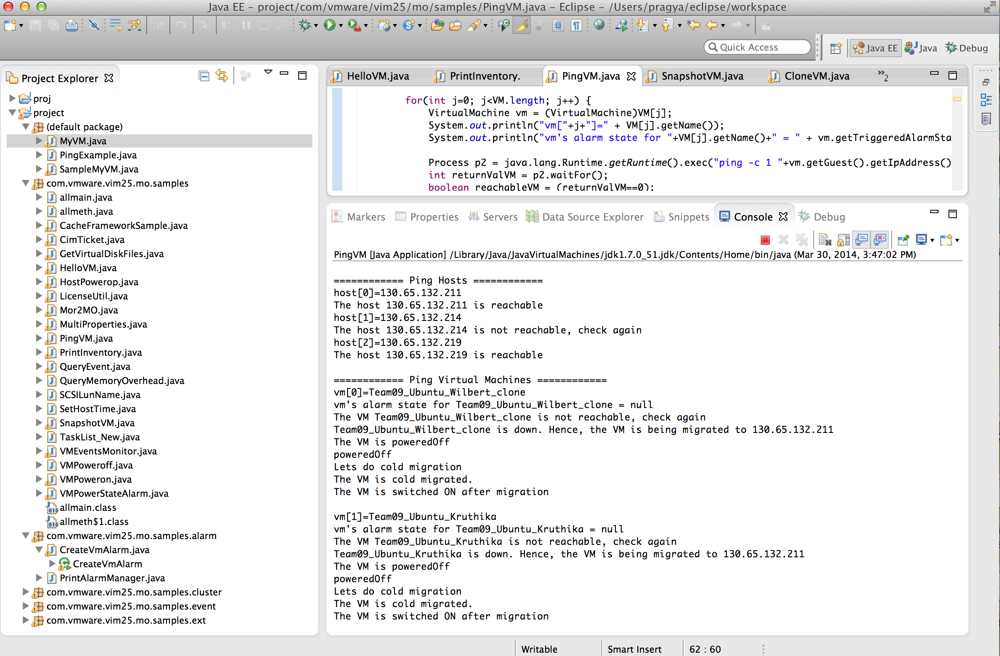 Java EE – project/com/vmware/vim25/mo/samples/PingVM.java – Eclipse – /Users/pragya/eclipse/workspace
Quick Access
Java EE
Java
Debug
Project Explorer
proj
project
(default package)
MyVM.java
PingExample.java
SampleMyVM.java
com.vmware.vim25.mo.samples
allmain.java
allmeth.java
CacheFrameworkSample.java
CimTicket.java
GetVirtualDiskFiles.java
HelloVM.java
HostPowerop.java
LicenseUtil.java
Mor2MO.java
MultiProperties.java
PingVM.java
PrintInventory.java
QueryEvent.java
QueryMemoryOverhead.java
SCSILunName.java
SetHostTime.java
SnapshotVM.java
TaskList_New.java
VMEventsMonitor.java
VMPoweroff.java
VMPoweron.java
VMPowerStateAlarm.java
allmain.class
allmeth$1.class
com.vmware.vim25.mo.samples.alarm
CreateVmAlarm.java
CreateVmAlarm
PrintAlarmManager.java
com.vmware.vim25.mo.samples.cluster
com.vmware.vim25.mo.samples.event
com.vmware.vim25.mo.samples.ext
HelloVM.java PrintInventory. PingVM.java SnapshotVM.java CloneVM.java »2
for(int j=0; j<VM.length; j++) {
VirtualMachine vm = (VirtualMachine)VM[j];
System.out.println("vm["+j+"]=" + VM[j].getName());
System.out.println("vm's alarm state for "+VM[j].getName()+" = " + vm.getTriggeredAlarmSta
Process p2 = java.lang.Runtime.getRuntime().exec("ping -c 1 "+vm.getGuest().getIpAddress()
int returnValVM = p2.waitFor();
boolean reachableVM = (returnValVM==0);
Markers Properties Servers Data Source Explorer Snippets Console Debug
PingVM [Java Application] /Library/Java/JavaVirtualMachines/jdk1.7.0_51.jdk/Contents/Home/bin/java (Mar 30, 2014, 3:47:02 PM)
============ Ping Hosts ============
host[0]=130.65.132.211
The host 130.65.132.211 is reachable
host[1]=130.65.132.214
The host 130.65.132.214 is not reachable, check again
host[2]=130.65.132.219
The host 130.65.132.219 is reachable
============ Ping Virtual Machines ============
vm[0]=Team09_Ubuntu_Wilbert_clone
vm's alarm state for Team09_Ubuntu_Wilbert_clone = null
The VM Team09_Ubuntu_Wilbert_clone is not reachable, check again
Team09_Ubuntu_Wilbert_clone is down. Hence, the VM is being migrated to 130.65.132.211
The VM is poweredOff
poweredOff
Lets do cold migration
The VM is cold migrated.
The VM is switched ON after migration
vm[1]=Team09_Ubuntu_Kruthika
vm's alarm state for Team09_Ubuntu_Kruthika = null
The VM Team09_Ubuntu_Kruthika is not reachable, check again
Team09_Ubuntu_Kruthika is down. Hence, the VM is being migrated to 130.65.132.211
The VM is poweredOff
poweredOff
Lets do cold migration
The VM is cold migrated.
The VM is switched ON after migration
Writable
Smart Insert
62 : 60